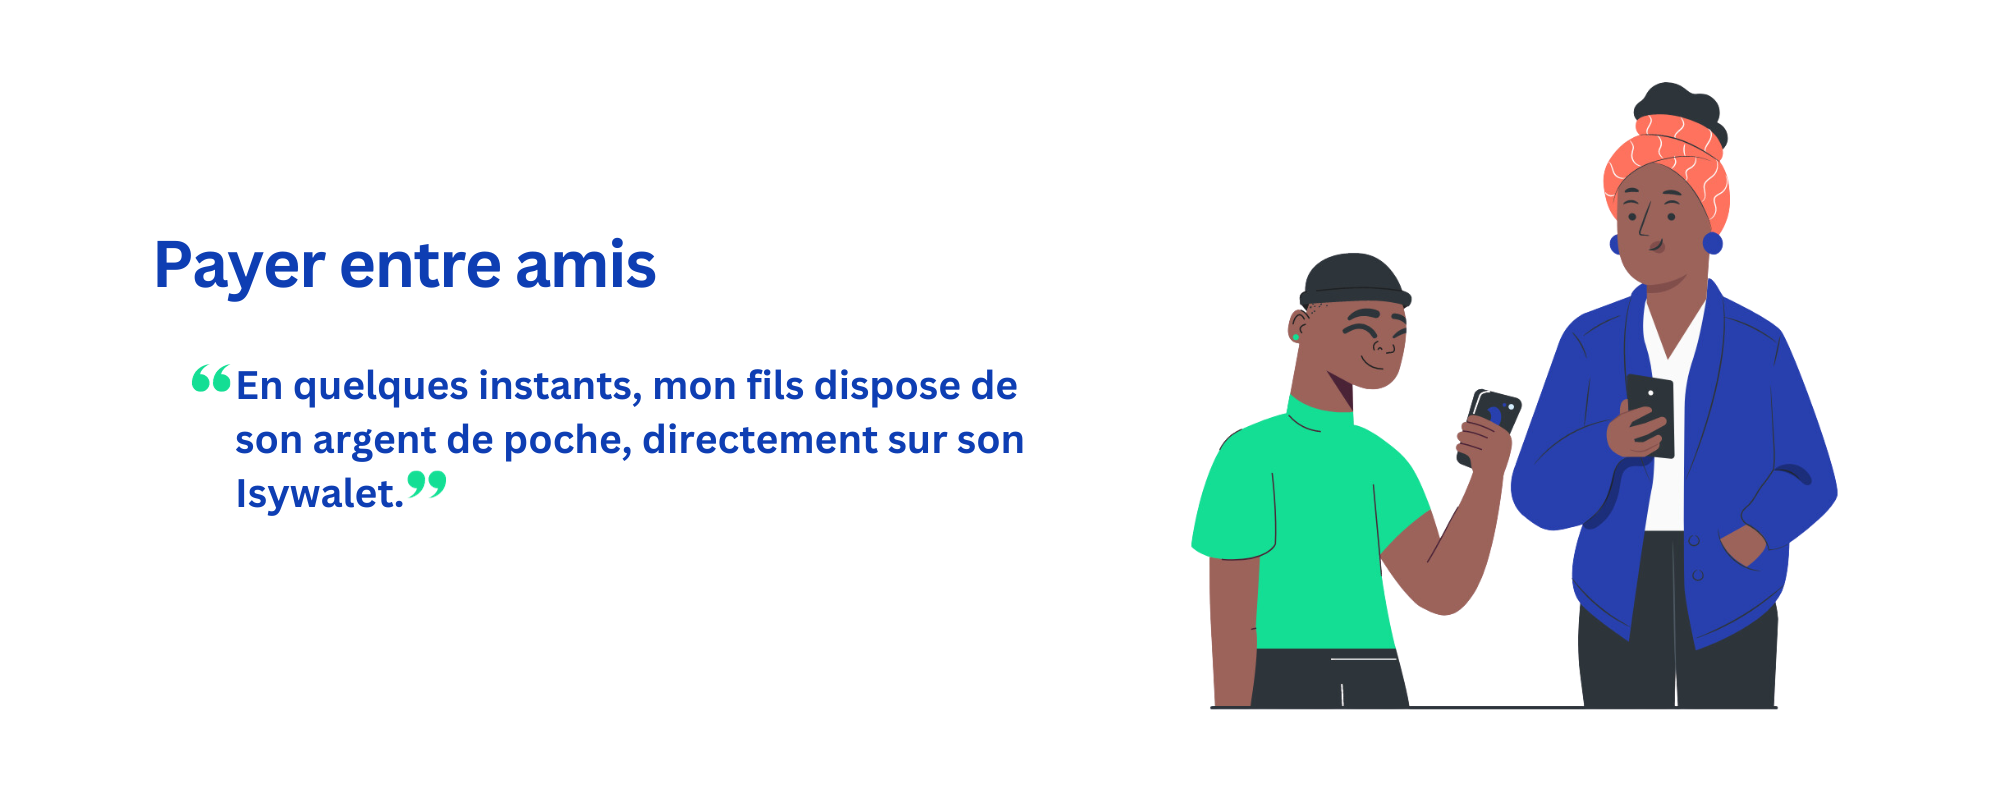 Payer entre amis
“En quelques instants, mon fils dispose de
son argent de poche, directement sur son
Isywalet.”